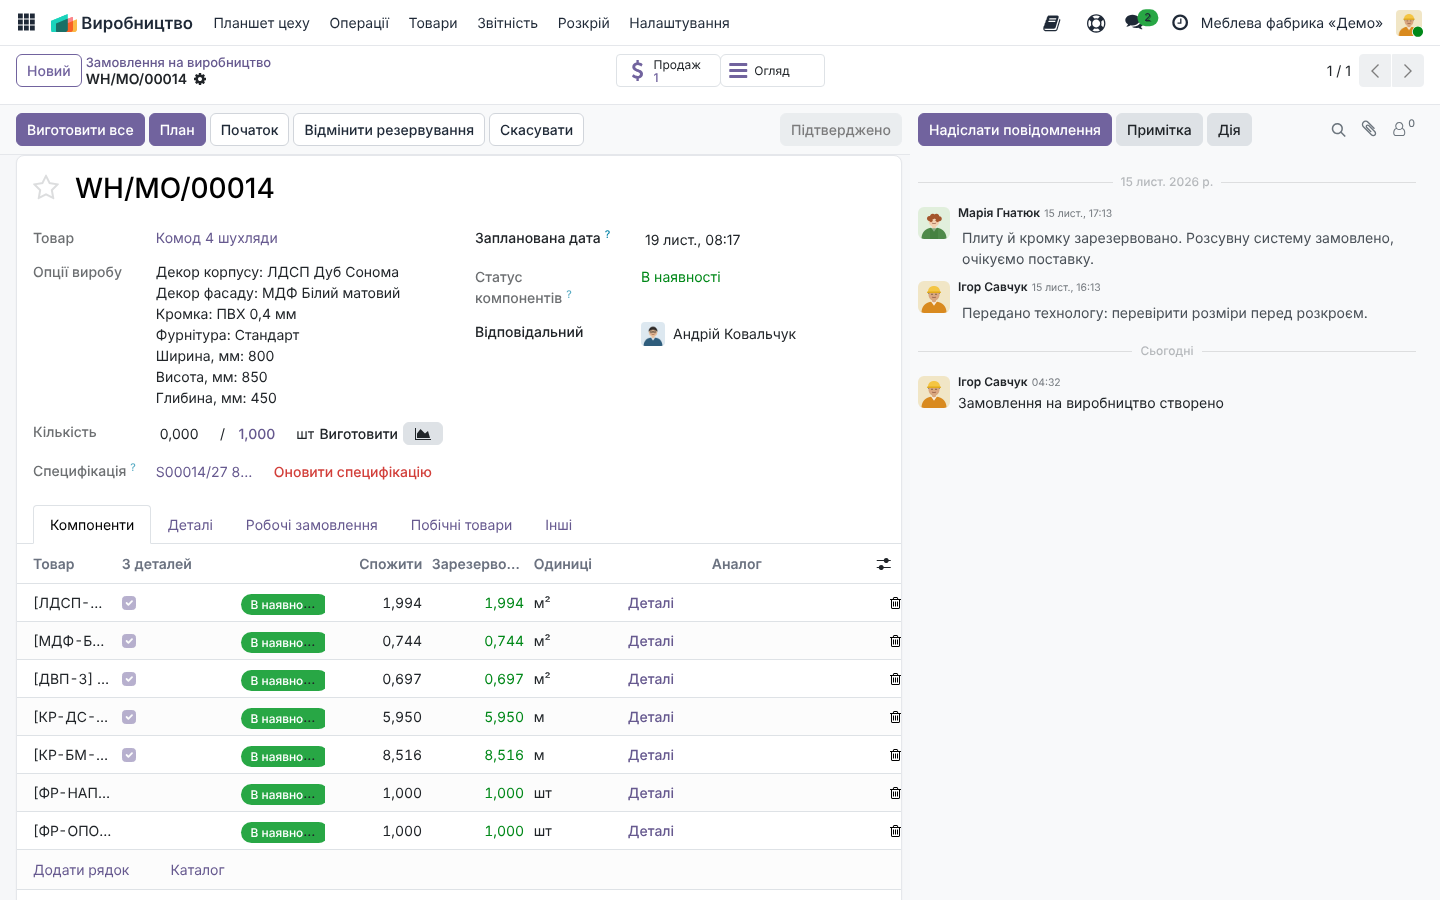 Виробництво
Планшет цеху
Операції
Товари
Звітність
Розкрій
Налаштування
2
Меблева фабрика «Демо»
Новий
Замовлення на виробництво
WH/MO/00014
Продаж
1
Огляд
1 / 1
Виготовити все
План
Початок
Відмінити резервування
Скасувати
Підтверджено
Надіслати повідомлення
Примітка
Дія
0
WH/MO/00014
Товар
Комод 4 шухляди
Опції виробу
Декор корпусу: ЛДСП Дуб Сонома
Декор фасаду: МДФ Білий матовий
Кромка: ПВХ 0,4 мм
Фурнітура: Стандарт
Ширина, мм: 800
Висота, мм: 850
Глибина, мм: 450
Кількість
0,000 / 1,000 шт Виготовити
Специфікація ?
S00014/27 8...
Оновити специфікацію
Запланована дата ?
19 лист., 08:17
Статус
компонентів ?
В наявності
Відповідальний
Андрій Ковальчук
Компоненти
Деталі
Робочі замовлення
Побічні товари
Інші
Товар З деталей Спожити Зарезерво... Одиниці Аналог
[ЛДСП-... В наявно... 1,994 1,994 м² Деталі
[МДФ-Б... В наявно... 0,744 0,744 м² Деталі
[ДВП-3] ... В наявно... 0,697 0,697 м² Деталі
[КР-ДС-... В наявно... 5,950 5,950 м Деталі
[КР-БМ-... В наявно... 8,516 8,516 м Деталі
[ФР-НАП... В наявно... 1,000 1,000 шт Деталі
[ФР-ОПО... В наявно... 1,000 1,000 шт Деталі
Додати рядок
Каталог
15 лист. 2026 р.
Марія Гнатюк 15 лист., 17:13
Плиту й кромку зарезервовано. Розсувну систему замовлено,
очікуємо поставку.
Ігор Савчук 15 лист., 16:13
Передано технологу: перевірити розміри перед розкроєм.
Сьогодні
Ігор Савчук 04:32
Замовлення на виробництво створено